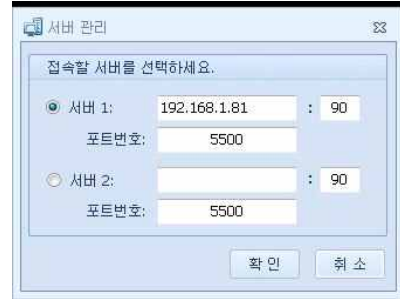 서버 관리
접속할 서버를 선택하세요.
서버 1: 192.168.1.81 : 90
포트번호: 5500
서버 2: : 90
포트번호: 5500
확 인 취 소